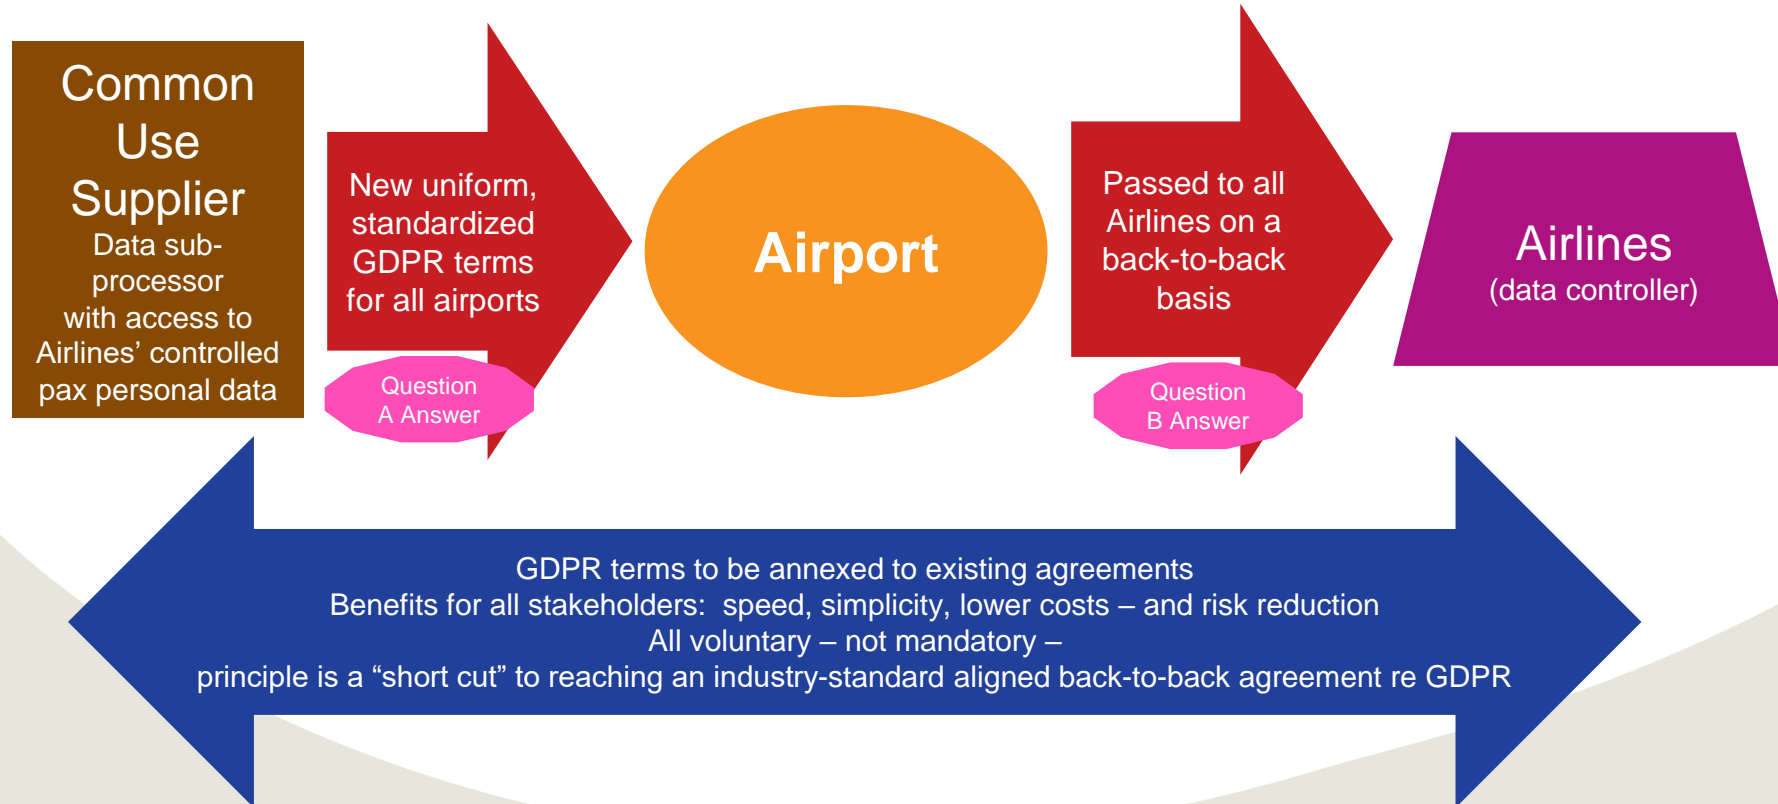 Common
Use
Supplier
Data sub-
processor
with access to
Airlines’ controlled
pax personal data
New uniform,
standardized
GDPR terms
for all airports
Question
A Answer
Airport
Passed to all
Airlines on a
back-to-back
basis
Question
B Answer
Airlines
(data controller)
GDPR terms to be annexed to existing agreements
Benefits for all stakeholders:  speed, simplicity, lower costs – and risk reduction
All voluntary – not mandatory –
principle is a “short cut” to reaching an industry-standard aligned back-to-back agreement re GDPR